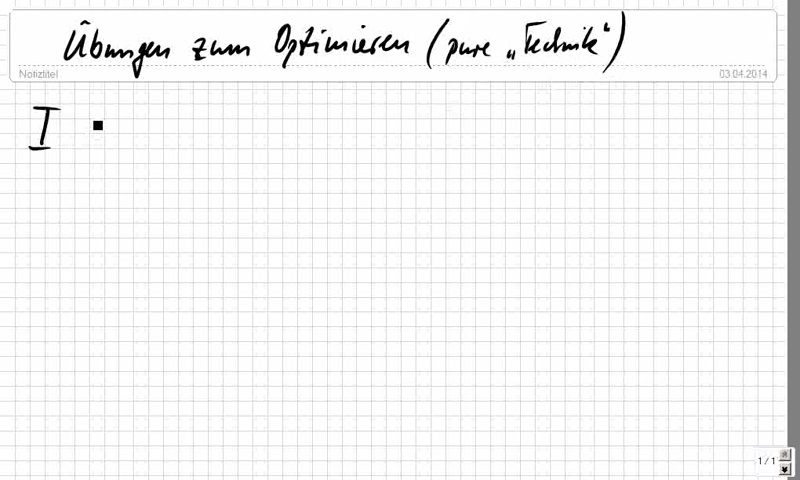 Übungen zum Optimieren (pure „Technik“)
Notiztitel 03.04.2014
I
1/1